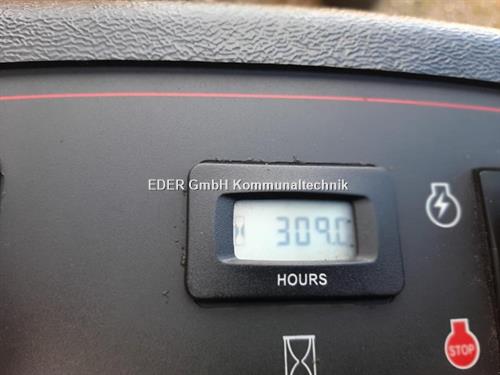 EDER GmbH Kommunaltechnik
309.0
HOURS
STOP